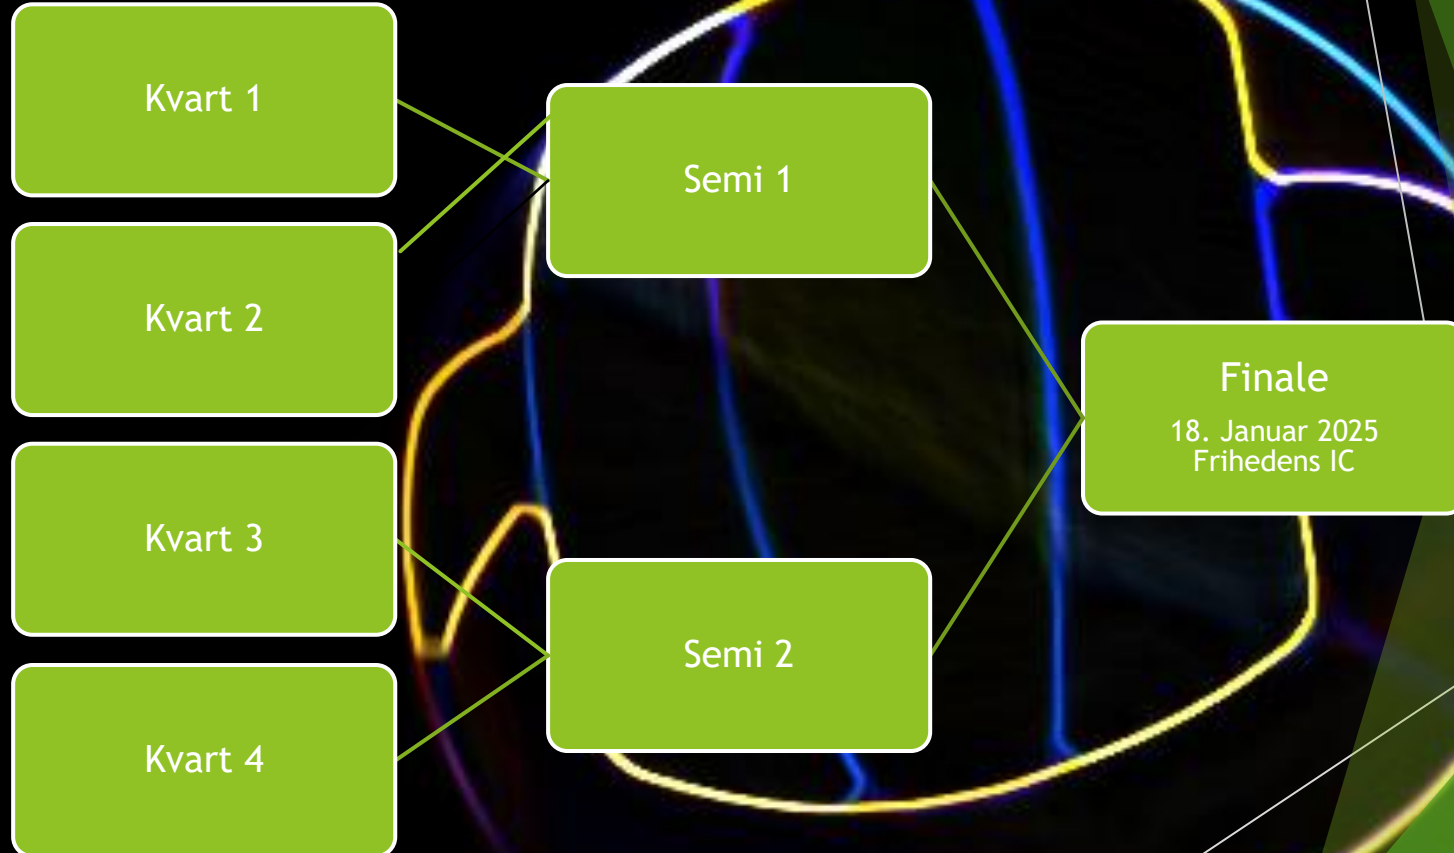 Kvart 1
Kvart 2
Kvart 3
Kvart 4
Semi 1
Semi 2
Finale
18. Januar 2025
Frihedens IC